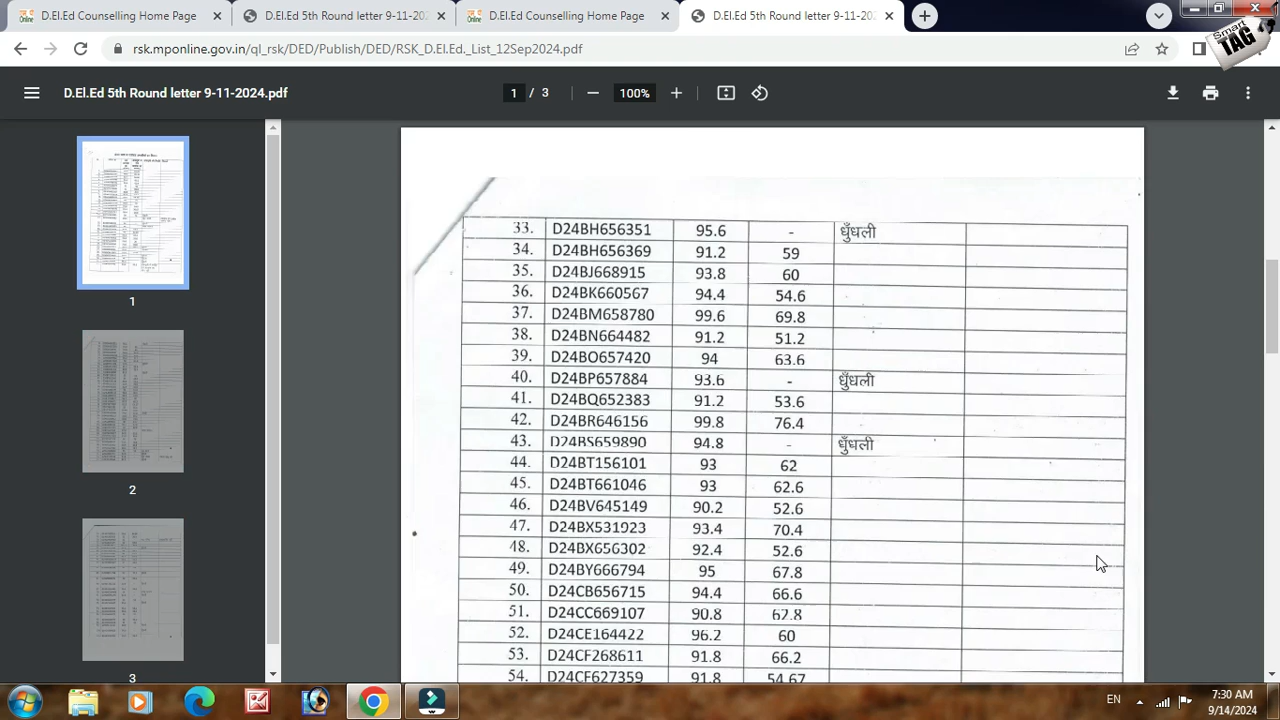 D.El.Ed Counselling Home Page
D.El.Ed 5th Round letter 9-11-202
D.El.Ed Counselling Home Page
D.El.Ed 5th Round letter 9-11-202
Smart
TAG
rsk.mponline.gov.in/ql_rsk/DED/Publish/DED/RSK_D.El.Ed._List_12Sep2024.pdf
D.El.Ed 5th Round letter 9-11-2024.pdf
1 / 3
100%
33. D24BH656351 95.6 - धुँधली
34. D24BH656369 91.2 59
35. D24BJ668915 93.8 60
36. D24BK660567 94.4 54.6
37. D24BM658780 99.6 69.8
38. D24BN664482 91.2 51.2
39. D24BO657420 94 63.6
40. D24BP657884 93.6 - धुँधली
41. D24BQ652383 91.2 53.6
42. D24BR646156 99.8 76.4
43. D24BS659890 94.8 - धुँधली
44. D24BT156101 93 62
45. D24BT661046 93 62.6
46. D24BV645149 90.2 52.6
47. D24BX531923 93.4 70.4
48. D24BX656302 92.4 52.6
49. D24BY666794 95 67.8
50. D24CB656715 94.4 66.6
51. D24CC669107 90.8 67.8
52. D24CE164422 96.2 60
53. D24CF268611 91.8 66.2
54. D24CF627359 91.8 54.67
1
2
3
EN
7:30 AM
9/14/2024